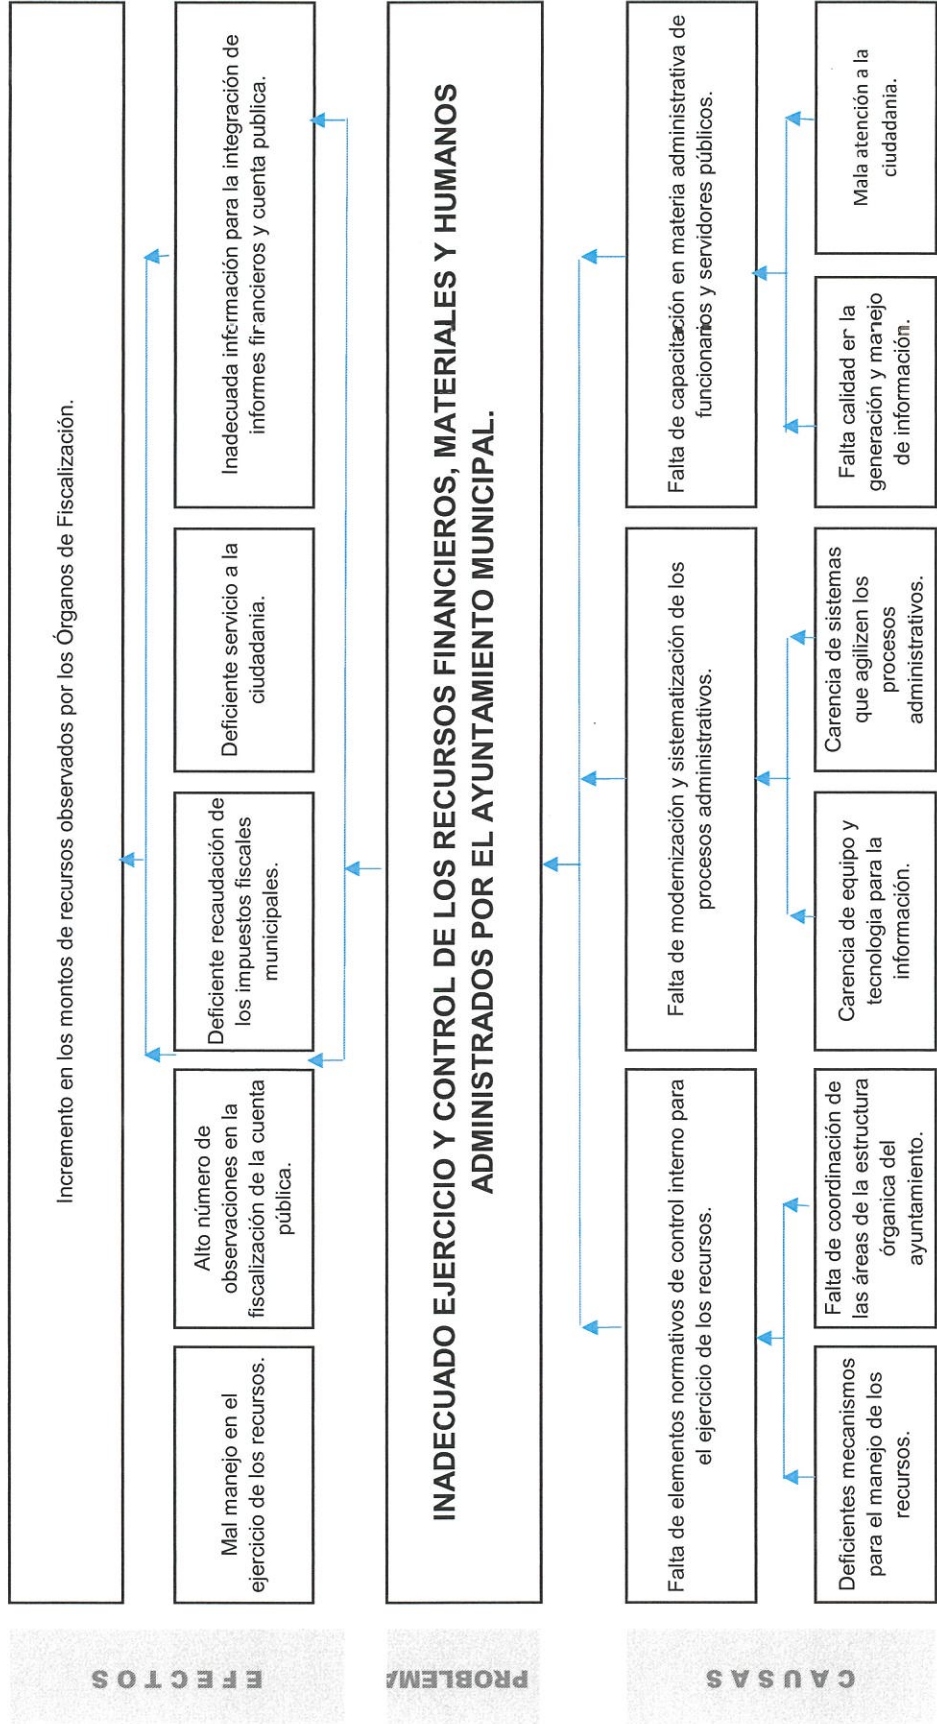 EFECTOS
Incremento en los montos de recursos observados por los Órganos de Fiscalización.
Mal manejo en el
ejercicio de los recursos.
Alto número de
observaciones en la
fiscalización de la cuenta
pública.
Deficiente recaudación de
los impuestos fiscales
municipales.
Deficiente servicio a la
ciudadania.
Inadecuada información para la integración de
informes financieros y cuenta publica.
PROBLEMA
INADECUADO EJERCICIO Y CONTROL DE LOS RECURSOS FINANCIEROS, MATERIALES Y HUMANOS
ADMINISTRADOS POR EL AYUNTAMIENTO MUNICIPAL.
CAUSAS
Falta de elementos normativos de control interno para
el ejercicio de los recursos.
Falta de modernización y sistematización de los
procesos administrativos.
Falta de capacitación en materia administrativa de
funcionarios y servidores públicos.
Deficientes mecanismos
para el manejo de los
recursos.
Falta de coordinación de
las áreas de la estructura
órganica del
ayuntamiento.
Carencia de equipo y
tecnologia para la
información.
Carencia de sistemas
que agilizen los
procesos
administrativos.
Falta calidad en la
generación y manejo
de información.
Mala atención a la
ciudadania.